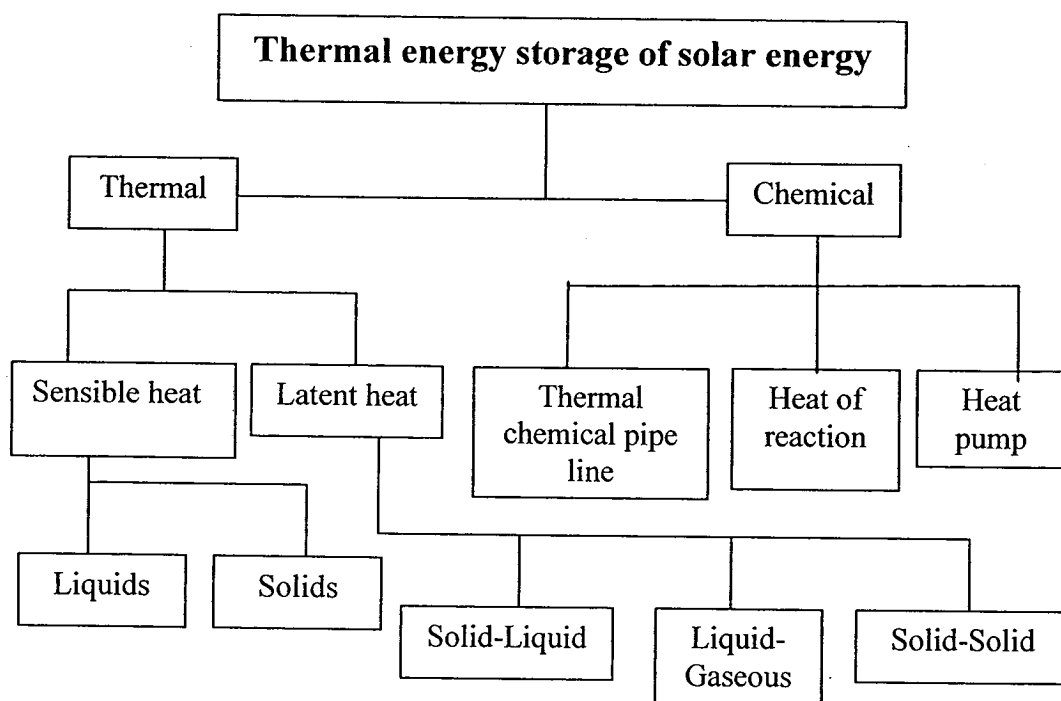 Thermal energy storage of solar energy
Thermal
Chemical
Sensible heat
Latent heat
Thermal
chemical pipe
line
Heat of
reaction
Heat
pump
Liquids
Solids
Solid-Liquid
Liquid-
Gaseous
Solid-Solid